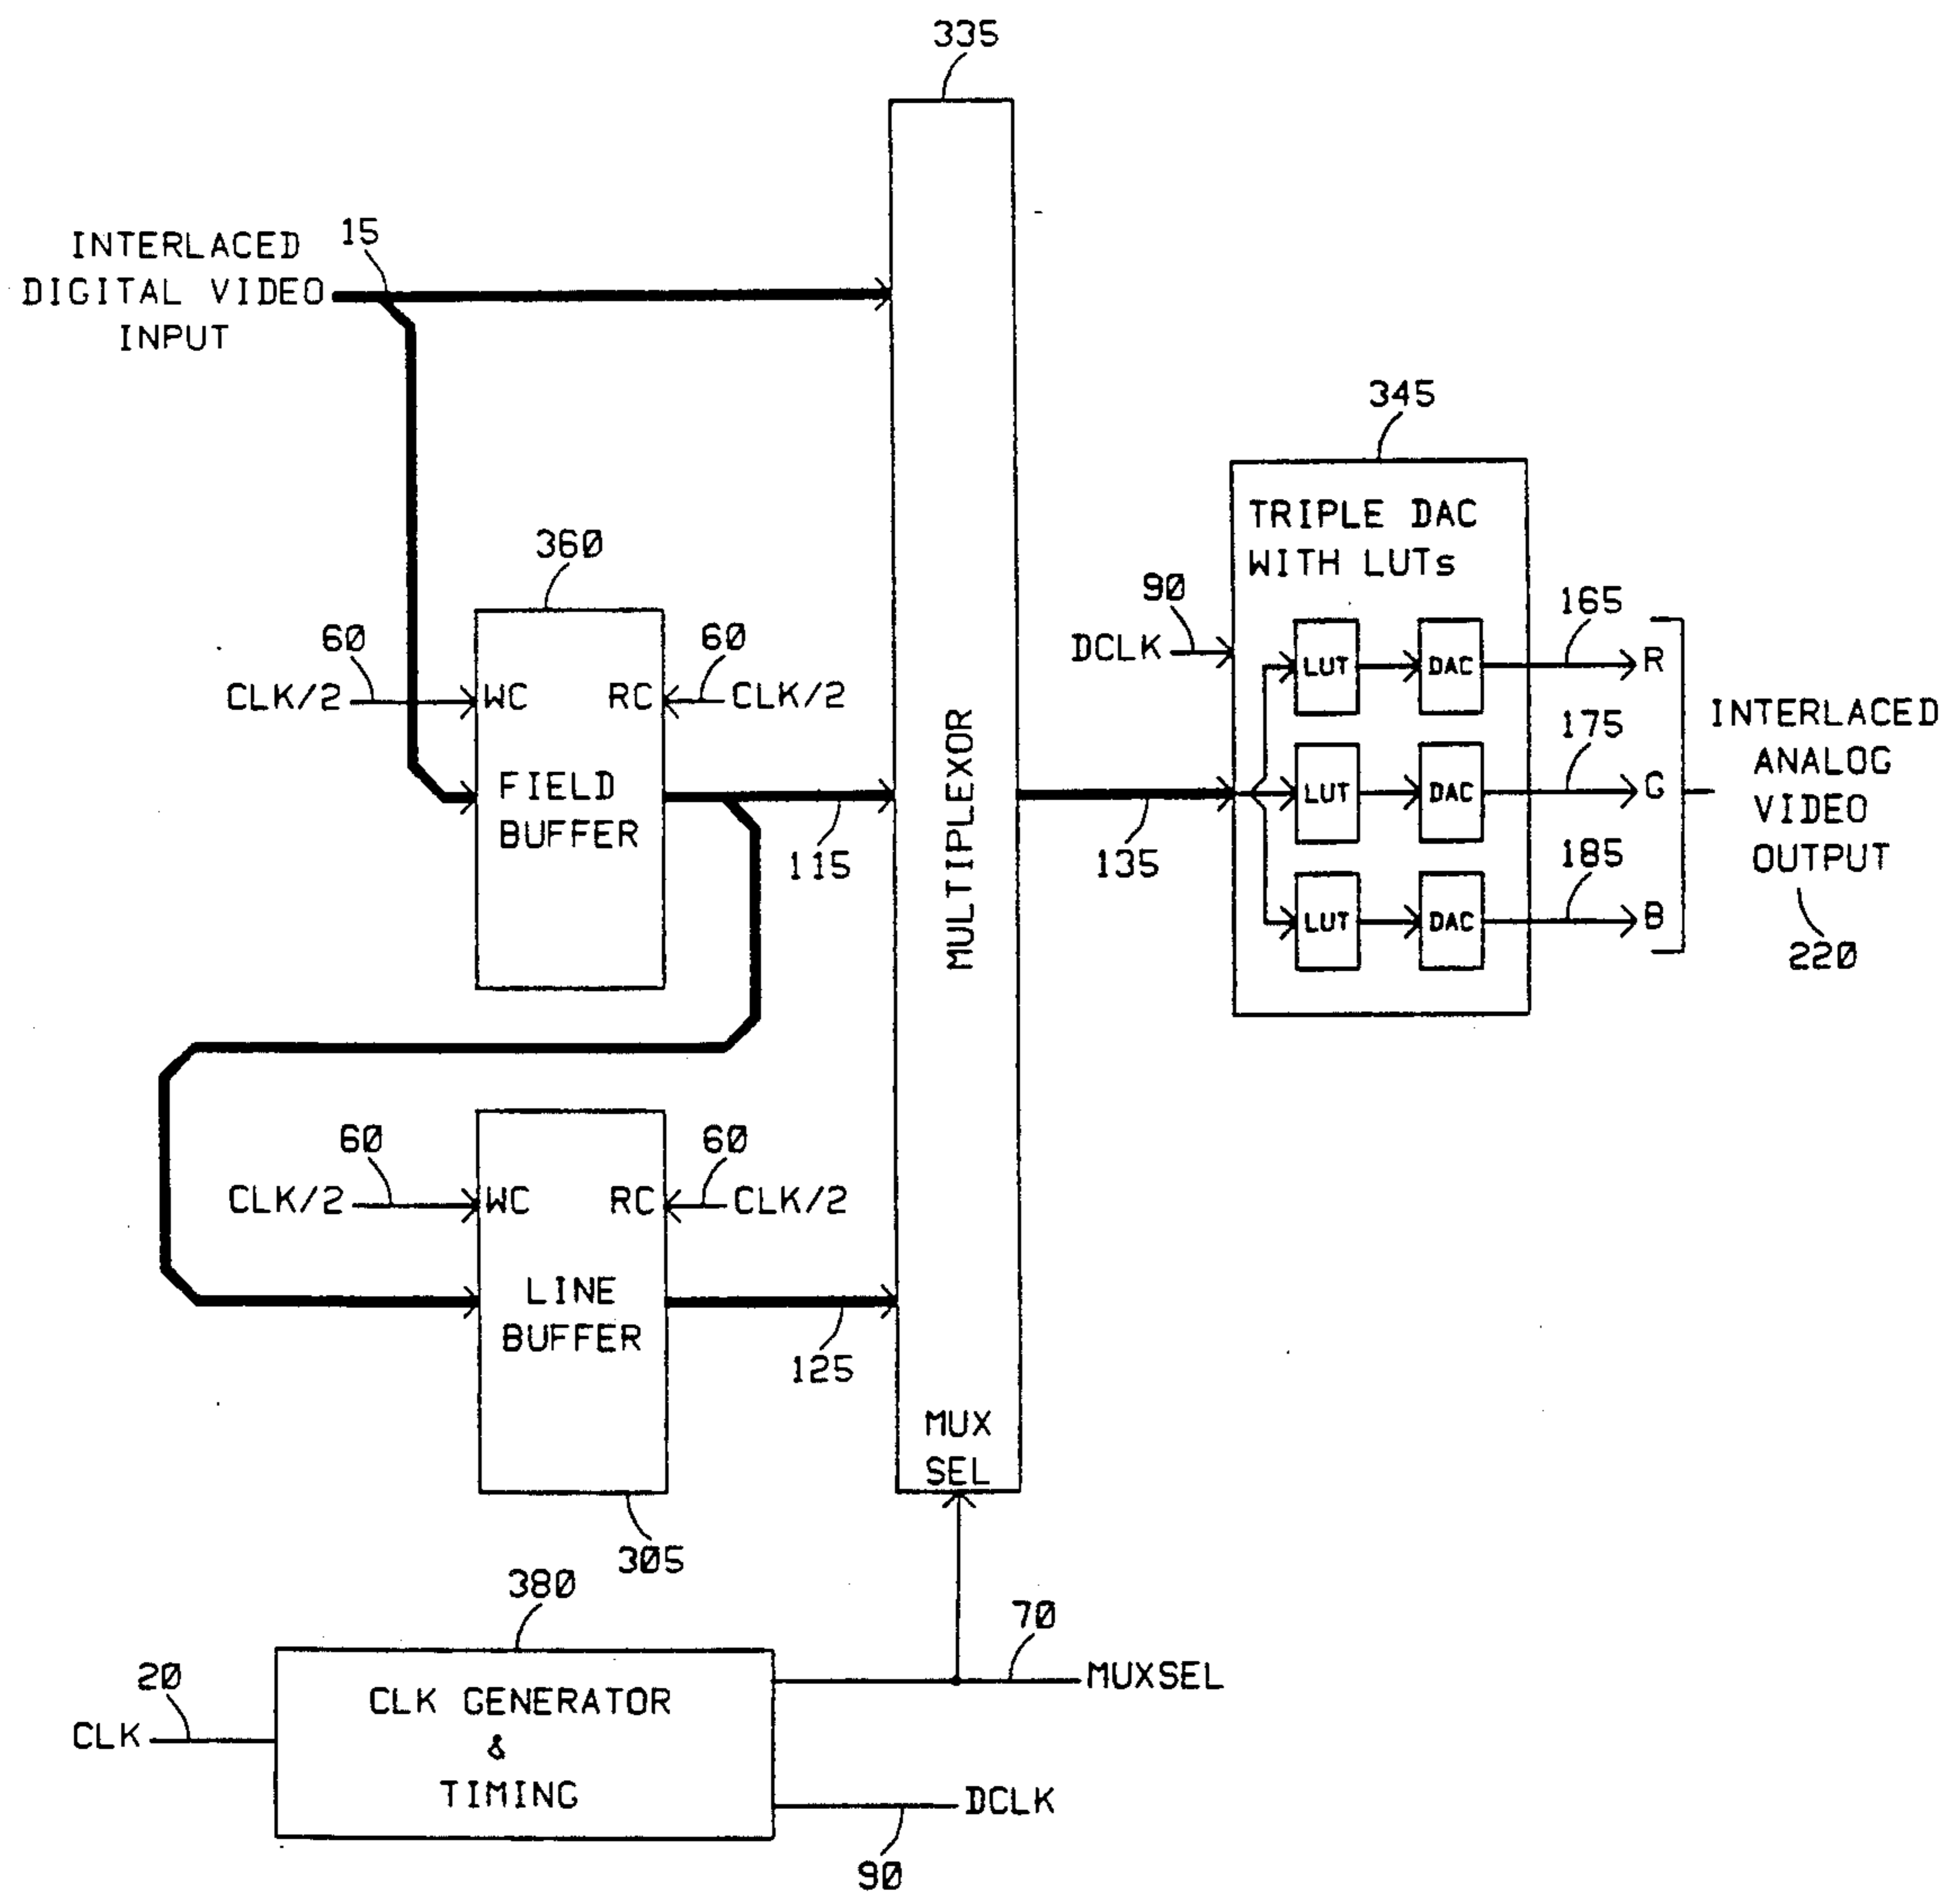 335
INTERLACED
DIGITAL VIDEO
INPUT
15
345
TRIPLE DAC
WITH LUTs
360
60
60
CLK/2
WC
RC
CLK/2
FIELD
BUFFER
115
MULTIPLEXOR
135
90
DCLK
LUT
DAC
165
R
LUT
DAC
175
G
LUT
DAC
185
B
INTERLACED
ANALOG
VIDEO
OUTPUT
220
60
60
CLK/2
WC
RC
CLK/2
LINE
BUFFER
125
MUX
SEL
305
380
70
MUXSEL
20
CLK
CLK GENERATOR
&
TIMING
DCLK
90